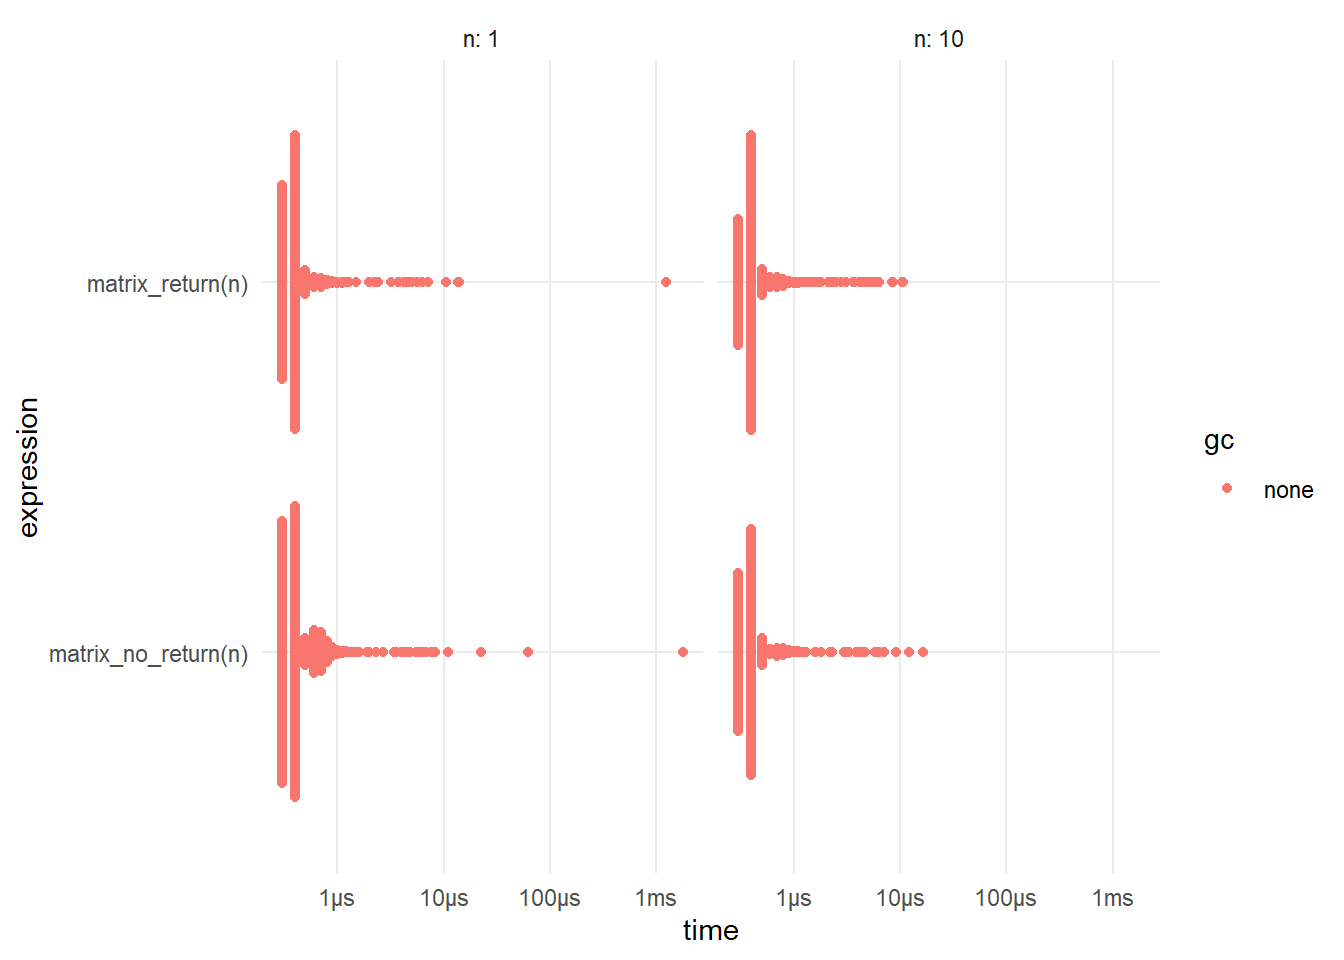 n: 1
n: 10
expression
matrix_return(n)
matrix_no_return(n)
1µs
10µs
100µs
1ms
1µs
10µs
100µs
1ms
time
gc
none